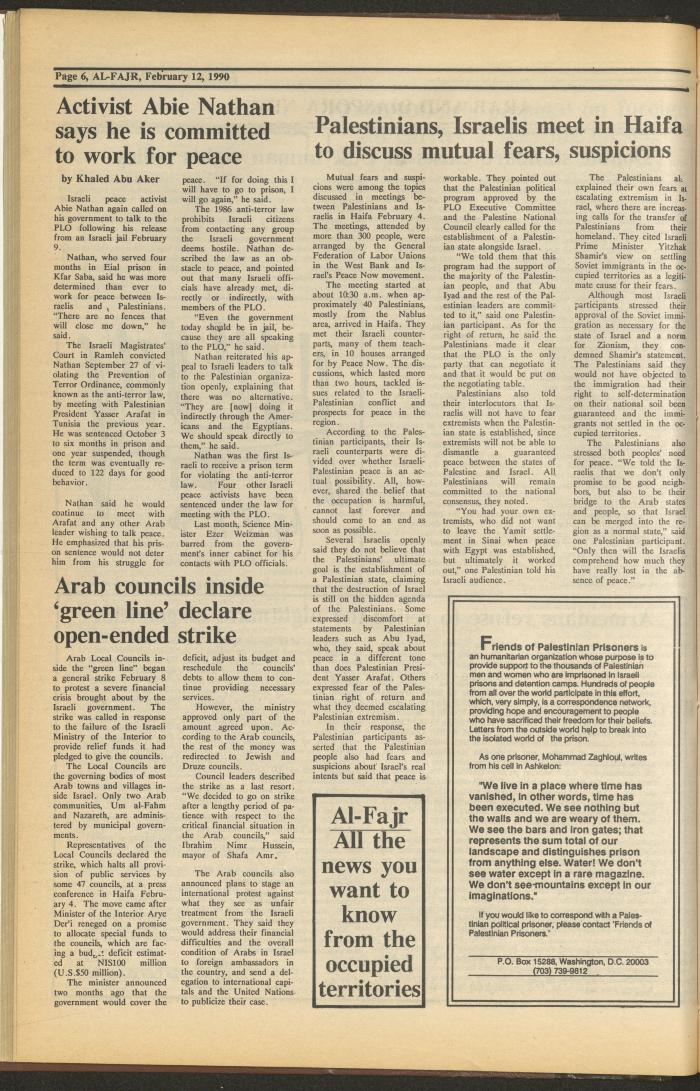 Page 6, AL-FAJR, February 12, 1990
Activist Abie Nathan
says he is committed
to work for peace
by Khaled Abu Aker
Israeli peace activist
Abie Nathan again called on
his government to talk to the
PLO following his release
from an Israeli jail February
9.
Nathan, who served four
months in Eial prison in
Kfar Saba, said he was more
determined than ever to
work for peace between Is-
raelis and Palestinians.
"There are no fences that
will close me down," he
said.
The Israeli Magistrates'
Court in Ramleh convicted
Nathan September 27 of vi-
olating the Prevention of
Terror Ordinance, commonly
known as the anti-terror law,
by meeting with Palestinian
President Yasser Arafat in
Tunisia the previous year.
He was sentenced October 3
to six months in prison and
one year suspended, though
the term was eventually re-
duced to 122 days for good
behavior.
Nathan said he would
continue to meet with
Arafat and any other Arab
leader wishing to talk peace.
He emphasized that his pris-
on sentence would not deter
him from his struggle for
peace. "If for doing this I
will have to go to prison, I
will go again," he said.
The 1986 anti-terror law
prohibits Israeli citizens
from contacting any group
the Israeli government
deems hostile. Nathan de-
scribed the law as an ob-
stacle to peace, and pointed
out that many Israeli offi-
cials have already met, di-
rectly or indirectly, with
members of the PLO.
"Even the government
today should be in jail, be-
cause they are all speaking
to the PLO," he said.
Nathan reiterated his ap-
peal to Israeli leaders to talk
to the Palestinian organiza-
tion openly, explaining that
there was no alternative.
"They are [now] doing it
indirectly through the Amer-
icans and the Egyptians.
We should speak directly to
them," he said.
Nathan was the first Is-
raeli to receive a prison term
for violating the anti-terror
law. Four other Israeli
peace activists have been
sentenced under the law for
meeting with the PLO.
Last month, Science Min-
ister Ezer Weizman was
barred from the govern-
ment's inner cabinet for his
contacts with PLO officials.
Arab councils inside
'green line' declare
open-ended strike
Arab Local Councils in-
side the "green line" began
a general strike February 8
to protest a severe financial
crisis brought about by the
Israeli government. The
strike was called in response
to the failure of the Israeli
Ministry of the Interior to
provide relief funds it had
pledged to give the councils.
The Local Councils are
the governing bodies of most
Arab towns and villages in-
side Israel. Only two Arab
communities, Um al-Fahm
and Nazareth, are adminis-
tered by municipal govern-
ments.
Representatives of the
Local Councils declared the
strike, which halts all provi-
sion of public services by
some 47 councils, at a press
conference in Haifa Febru-
ary 4. The move came after
Minister of the Interior Arye
Der'i reneged on a promise
to allocate special funds to
the councils, which are fac-
ing a deficit estimat-
ed at NIS100 million
(U.S.$50 million).
The minister announced
two months ago that the
government would cover the
deficit, adjust its budget and
reschedule the councils'
debts to allow them to con-
tinue providing necessary
services.
However, the ministry
approved only part of the
amount agreed upon. Ac-
cording to the Arab councils,
the rest of the money was
redirected to Jewish and
Druze councils.
Council leaders described
the strike as a last resort.
"We decided to go on strike
after a lengthy period of pa-
tience with respect to the
critical financial situation in
the Arab councils," said
Ibrahim Nimr Hussein,
mayor of Shafa Amr.
The Arab councils also
announced plans to stage an
international protest against
what they see as unfair
treatment from the Israeli
government. They said they
would address their financial
difficulties and the overall
condition of Arabs in Israel
to foreign ambassadors in
the country, and send a del-
egation to international capi-
tals and the United Nations
to publicize their case.
Palestinians, Israelis meet in Haifa
to discuss mutual fears, suspicions
Mutual fears and suspi-
cions were among the topics
discussed in meetings be-
tween Palestinians and Is-
raelis in Haifa February 4.
The meetings, attended by
more than 300 people, were
arranged by the General
Federation of Labor Unions
in the West Bank and Is-
rael's Peace Now movement.
The meeting started at
about 10:30 a.m. when ap-
proximately 40 Palestinians,
mostly from the Nablus
area, arrived in Haifa. They
met their Israeli counter-
parts, many of them teach-
ers, in 10 houses arranged
for by Peace Now. The dis-
cussions, which lasted more
than two hours, tackled is-
sues related to the Israeli-
Palestinian conflict and
prospects for peace in the
region.
According to the Pales-
tinian participants, their Is-
raeli counterparts were di-
vided over whether Israeli-
Palestinian peace is an ac-
tual possibility. All, how-
ever, shared the belief that
the occupation is harmful,
cannot last forever and
should come to an end as
soon as possible.
Several Israelis openly
said they do not believe that
the Palestinians' ultimate
goal is the establishment of
a Palestinian state, claiming
that the destruction of Israel
is still on the hidden agenda
of the Palestinians. Some
expressed discomfort at
statements by Palestinian
leaders such as Abu Iyad,
who, they said, speak about
peace in a different tone
than does Palestinian Presi-
dent Yasser Arafat. Others
expressed fear of the Pales-
tinian right of return and
what they deemed escalating
Palestinian extremism.
In their response, the
Palestinian participants as-
serted that the Palestinian
people also had fears and
suspicions about Israel's real
intents but said that peace is
workable. They pointed out
that the Palestinian political
program approved by the
PLO Executive Committee
and the Palestine National
Council clearly called for the
establishment of a Palestin-
ian state alongside Israel.
"We told them that this
program had the support of
the majority of the Palestin-
ian people, and that Abu
Iyad and the rest of the Pal-
estinian leaders are commit-
ted to it," said one Palestin-
ian participant. As for the
right of return, he said the
Palestinians made it clear
that the PLO is the only
party that can negotiate it
and that it would be put on
the negotiating table.
Palestinians also told
their interlocutors that Is-
raelis will not have to fear
extremists when the Palestin-
ian state is established, since
extremists will not be able to
dismantle a guaranteed
peace between the states of
Palestine and Israel. All
Palestinians will remain
committed to the national
consensus, they noted.
"You had your own ex-
tremists, who did not want
to leave the Yamit settle-
ment in Sinai when peace
with Egypt was established,
but ultimately it worked
out," one Palestinian told his
Israeli audience.
The Palestinians
explained their own fears at
escalating extremism in Is-
rael, where there are increas-
ing calls for the transfer of
Palestinians from their
homeland. They cited Israeli
Prime Minister Yitzhak
Shamir's view on settling
Soviet immigrants in the oc-
cupied territories as a legiti-
mate cause for their fears.
Although most Israeli
participants stressed their
approval of the Soviet immi-
gration as necessary for the
state of Israel and a norm
for Zionism, they con-
demned Shamir's statement.
The Palestinians said they
would not have objected to
the immigration had their
right to self-determination
on their national soil been
guaranteed and the immi-
grants not settled in the oc-
cupied territories.
The Palestinians also
stressed both peoples' need
for peace. "We told the Is-
raelis that we don't only
promise to be good neigh-
bors, but also to be their
bridge to the Arab states
and people, so that Israel
can be merged into the re-
gion as a normal state," said
one Palestinian participant.
"Only then will the Israelis
comprehend how much they
have really lost in the ab-
sence of peace."
Al-Fajr
All the
news you
want to
know
from the
occupied
territories
Friends of Palestinian Prisoners is
an humanitarian organization whose purpose is to
provide support to the thousands of Palestinian
men and women who are imprisoned in Israeli
prisons and detention camps. Hundreds of people
from all over the world participate in this effort,
which, very simply, is a correspondence network,
providing hope and encouragement to people
who have sacrificed their freedom for their beliefs.
Letters from the outside world help to break into
the isolated world of the prison.
As one prisoner, Mohammad Zaghloul, writes
from his cell in Ashkelon:
"We live in a place where time has
vanished, in other words, time has
been executed. We see nothing but
the walls and we are weary of them.
We see the bars and iron gates; that
represents the sum total of our
landscape and distinguishes prison
from anything else. Water! We don't
see water except in a rare magazine.
We don't see mountains except in our
imaginations."
If you would like to correspond with a Pales-
tinian political prisoner, please contact 'Friends of
Palestinian Prisoners.'
P.O. Box 15288, Washington, D.C. 20003
(703) 739-9812